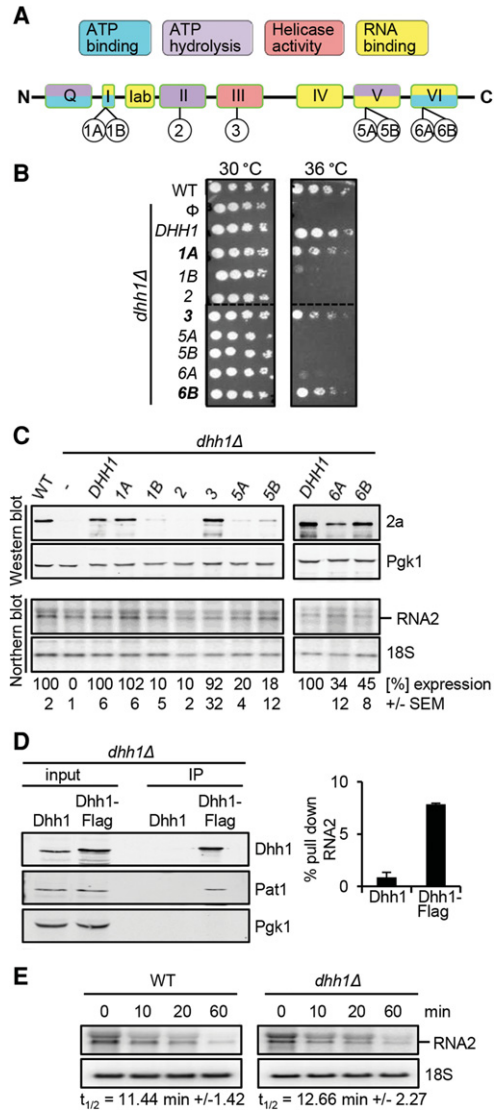 A
ATP binding
ATP hydrolysis
Helicase activity
RNA binding
N Q I Iab II III IV V VI C
1A 1B 2 3 5A 5B 6A 6B
B
30 °C 36 °C
WT
Φ
DHH1
1A
1B
2
3
5A
5B
6A
6B
dhh1Δ
C
dhh1Δ
WT - DHH1 1A 1B 2 3 5A 5B DHH1 6A 6B
Western blot
2a
Pgk1
Northern blot
RNA2
18S
100 0 100 102 10 10 92 20 18 100 34 45 [%] expression
2 1 6 6 5 2 32 4 12 12 8 +/- SEM
D
dhh1Δ
input IP
Dhh1 Dhh1-Flag Dhh1 Dhh1-Flag
Dhh1
Pat1
Pgk1
% pull down RNA2
10
5
0
Dhh1 Dhh1-Flag
E
WT dhh1Δ
0 10 20 60 0 10 20 60 min
RNA2
18S
t1/2 = 11.44 min +/-1.42 t1/2 = 12.66 min +/- 2.27